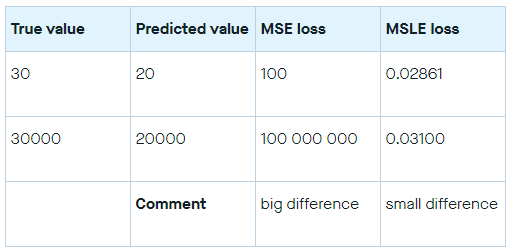 True value Predicted value MSE loss MSLE loss
30 20 100 0.02861
30000 20000 100 000 000 0.03100
Comment big difference small difference